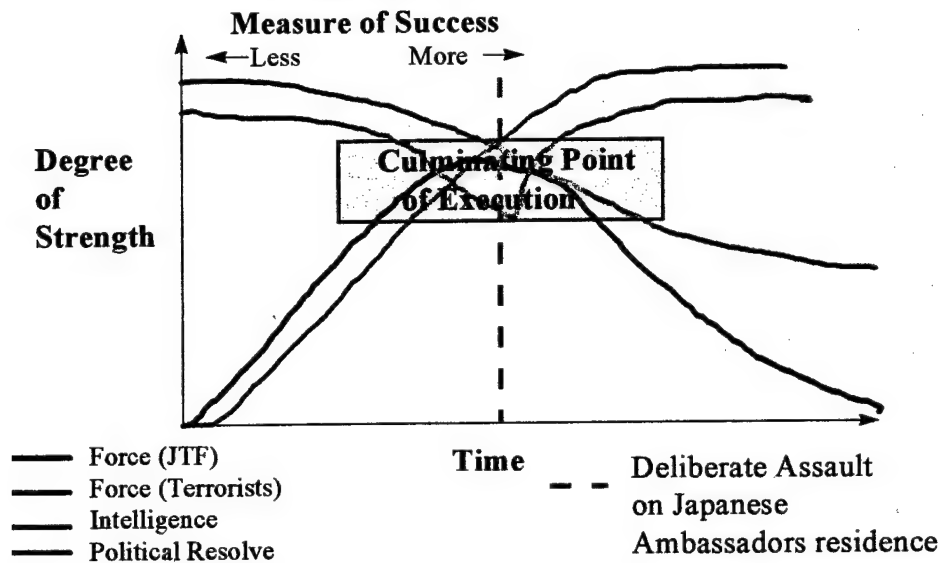 Measure of Success
Less More
Degree
of
Strength
Culminating Point
of Execution
Time
Force (JTF)
Force (Terrorists)
Intelligence
Political Resolve
Deliberate Assault
on Japanese
Ambassadors residence